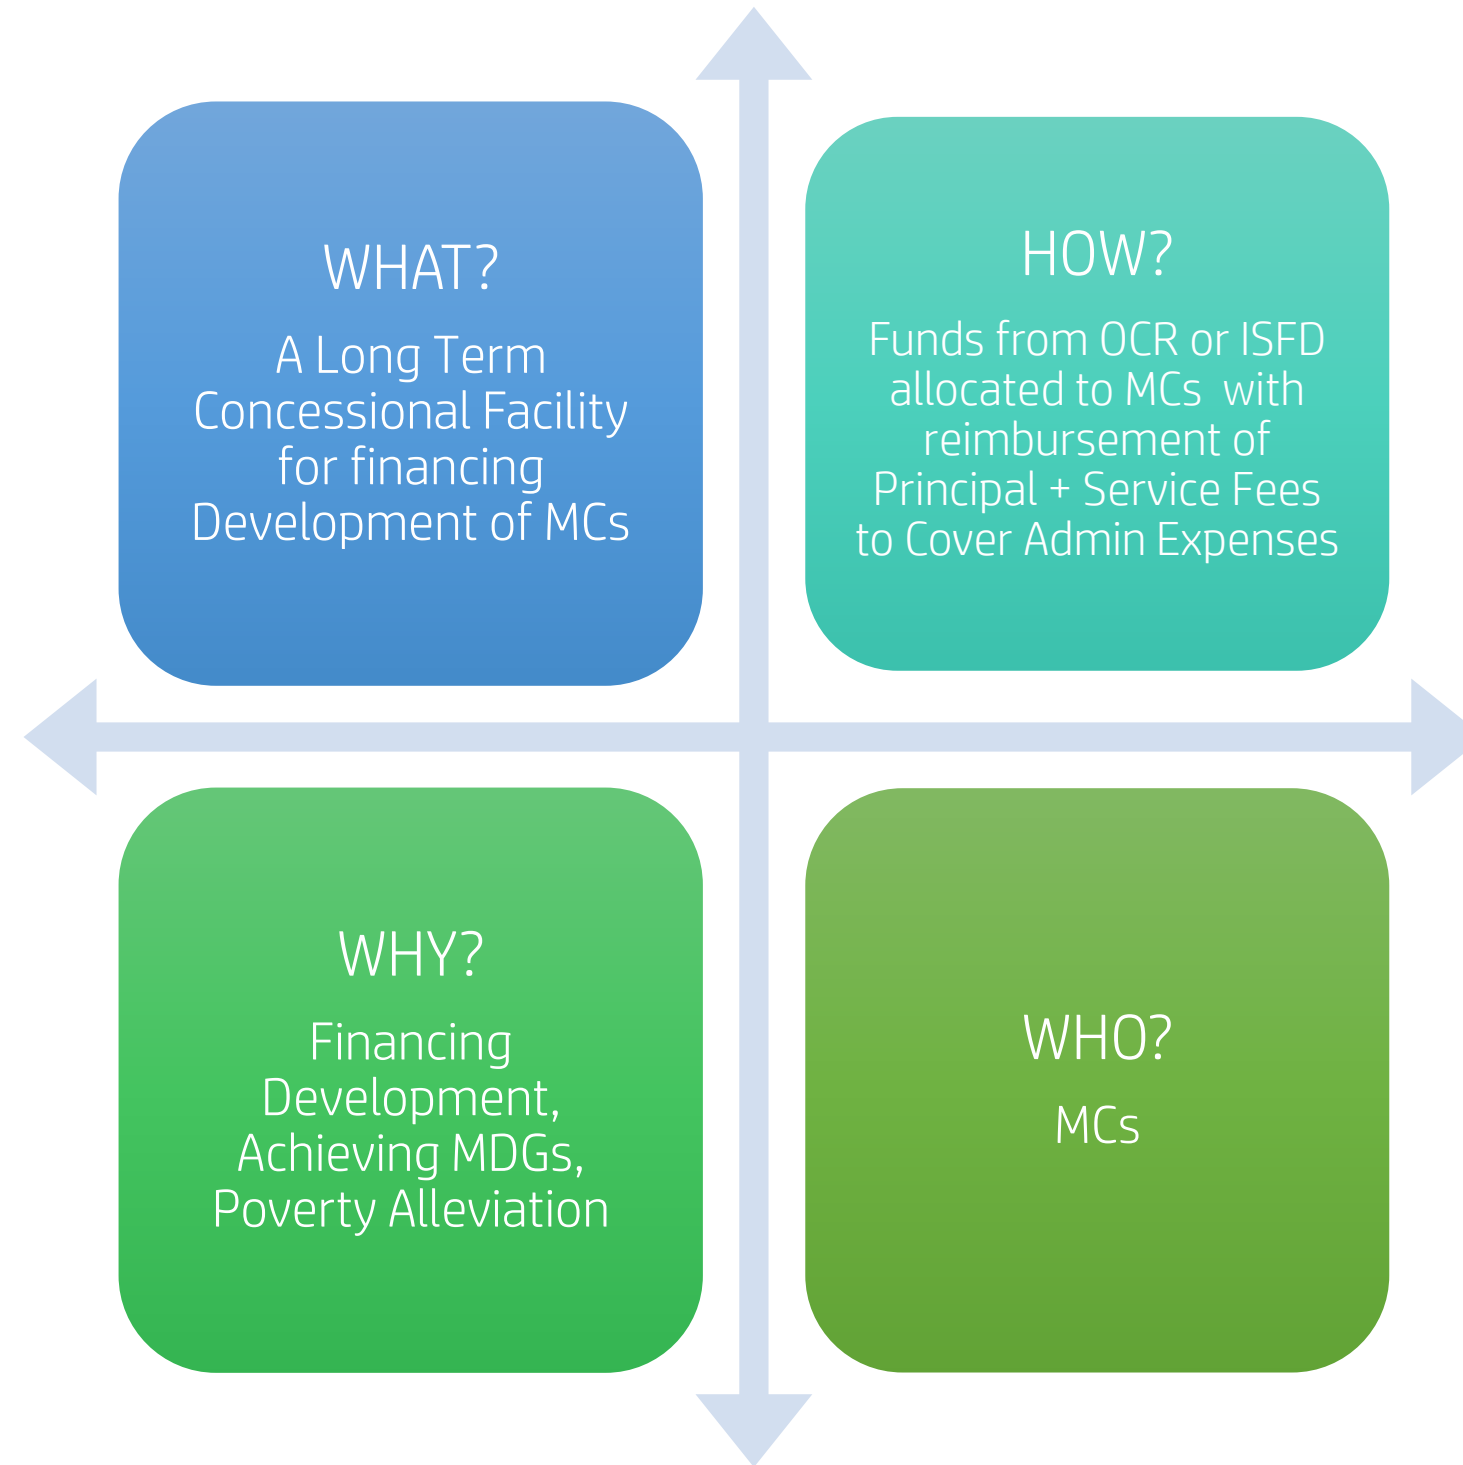 WHAT?
A Long Term
Concessional Facility
for financing
Development of MCs
HOW?
Funds from OCR or ISFD
allocated to MCs  with
reimbursement of
Principal + Service Fees
to Cover Admin Expenses
WHY?
Financing
Development,
Achieving MDGs,
Poverty Alleviation
WHO?
MCs